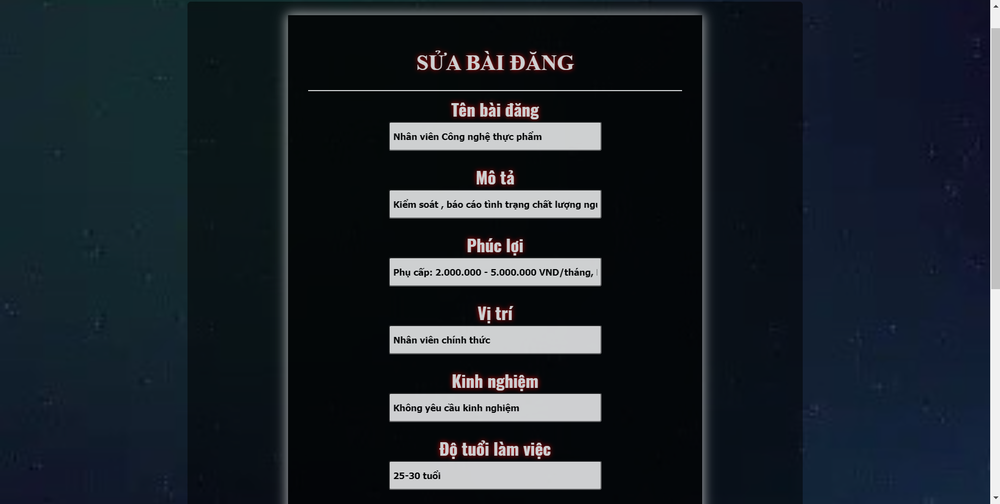 SỬA BÀI ĐĂNG
Tên bài đăng
Nhân viên Công nghệ thực phẩm
Mô tả
Kiểm soát , báo cáo tình trạng chất lượng
Phúc lợi
Phụ cấp: 2.000.000 - 5.000.000 VND/tháng,
Vị trí
Nhân viên chính thức
Kinh nghiệm
Không yêu cầu kinh nghiệm
Độ tuổi làm việc
25-30 tuổi